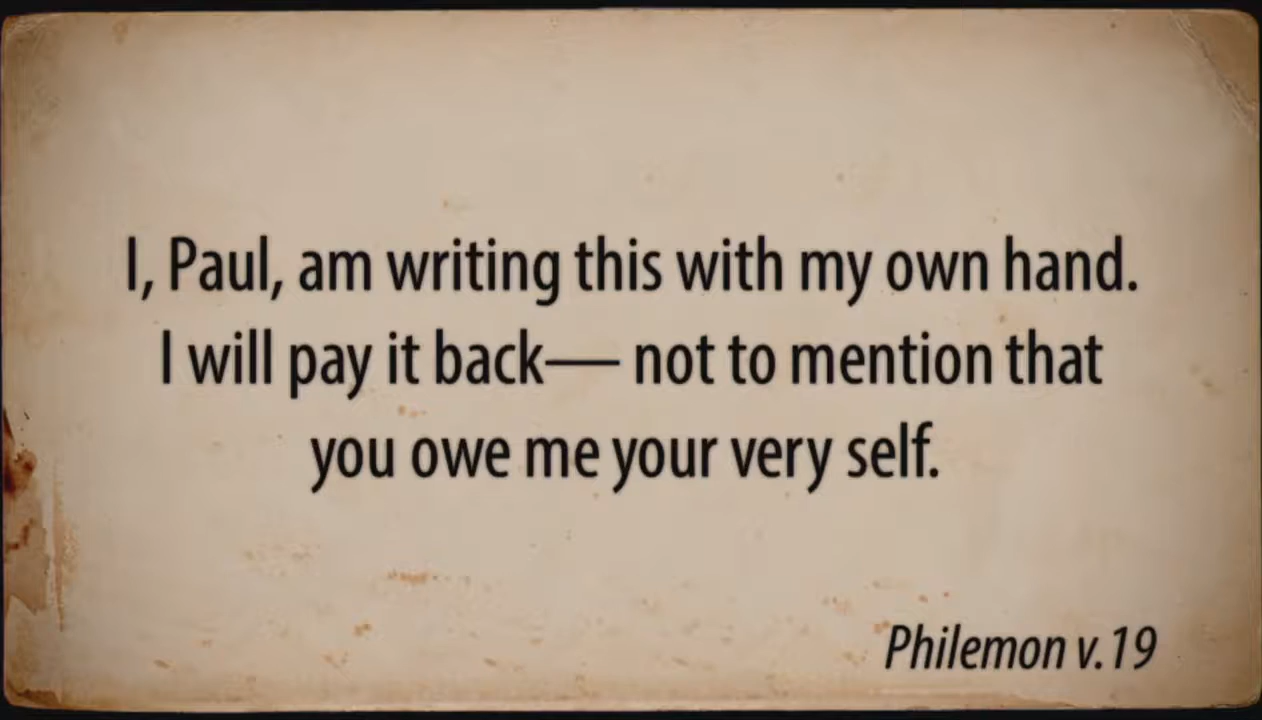 I, Paul, am writing this with my own hand.
I will pay it back— not to mention that
you owe me your very self.
Philemon v.19